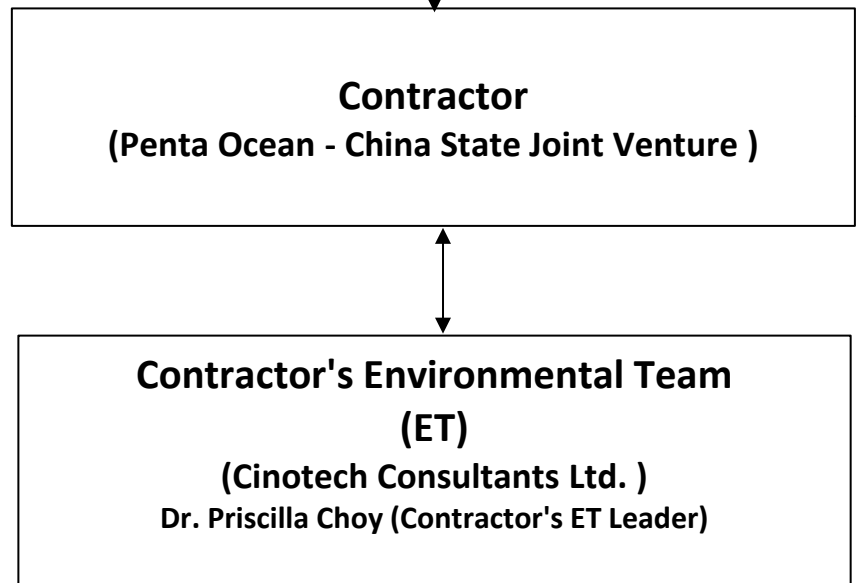 Contractor
(Penta Ocean - China State Joint Venture )
Contractor's Environmental Team
(ET)
(Cinotech Consultants Ltd. )
Dr. Priscilla Choy (Contractor's ET Leader)